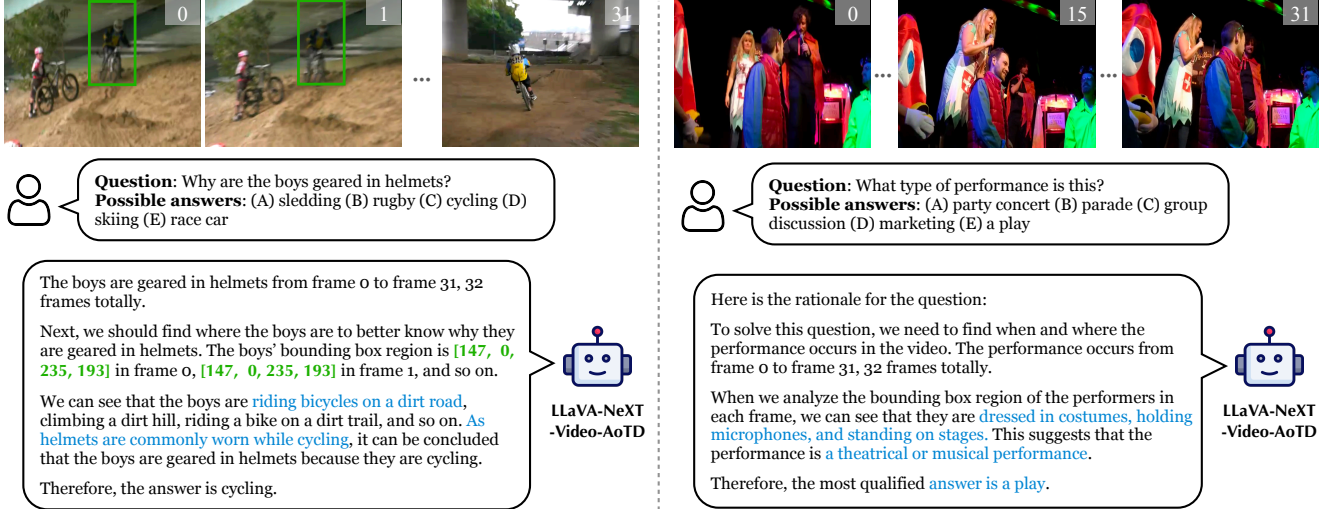 0
1
...
31
Question: Why are the boys geared in helmets?
Possible answers: (A) sledding (B) rugby (C) cycling (D)
skiing (E) race car
The boys are geared in helmets from frame 0 to frame 31, 32
frames totally.
Next, we should find where the boys are to better know why they
are geared in helmets. The boys' bounding box region is [147, 0,
235, 193] in frame 0, [147, 0, 235, 193] in frame 1, and so on.
We can see that the boys are riding bicycles on a dirt road,
climbing a dirt hill, riding a bike on a dirt trail, and so on. As
helmets are commonly worn while cycling, it can be concluded
that the boys are geared in helmets because they are cycling.
Therefore, the answer is cycling.
LLaVA-NeXT
-Video-AoTD
0
...
15
...
31
Question: What type of performance is this?
Possible answers: (A) party concert (B) parade (C) group
discussion (D) marketing (E) a play
Here is the rationale for the question:
To solve this question, we need to find when and where the
performance occurs in the video. The performance occurs from
frame 0 to frame 31, 32 frames totally.
When we analyze the bounding box region of the performers in
each frame, we can see that they are dressed in costumes, holding
microphones, and standing on stages. This suggests that the
performance is a theatrical or musical performance.
Therefore, the most qualified answer is a play.
LLaVA-NeXT
-Video-AoTD